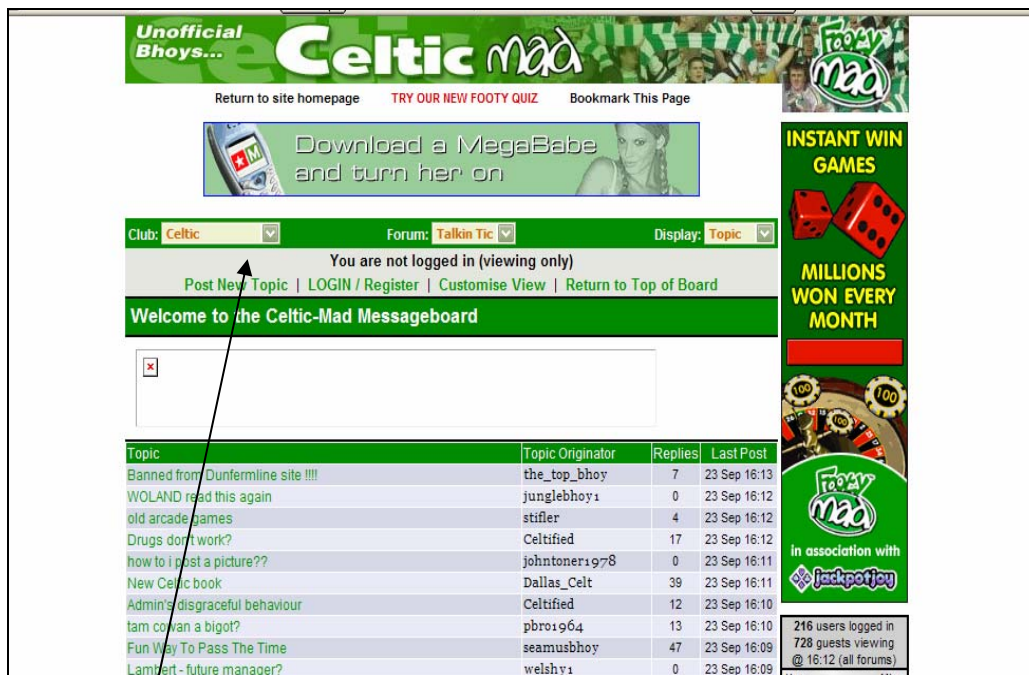 Unofficial
Bhoys...
Celtic mad
Footy
mad
Return to site homepage TRY OUR NEW FOOTY QUIZ Bookmark This Page
Download a MegaBabe
and turn her on
INSTANT WIN
GAMES
MILLIONS
WON EVERY
MONTH
100
100
Footy
mad
in association with
jackpotjoy
Club: Celtic Forum: Talkin Tic Display: Topic
You are not logged in (viewing only)
Post New Topic | LOGIN / Register | Customise View | Return to Top of Board
Welcome to the Celtic-Mad Messageboard
Topic Topic Originator Replies Last Post
Banned from Dunfermline site !!!! the_top_bhoy 7 23 Sep 16:13
WOLAND read this again junglebhoy1 0 23 Sep 16:12
old arcade games stifler 4 23 Sep 16:12
Drugs don't work? Celtified 17 23 Sep 16:12
how to i post a picture?? johntoner1978 0 23 Sep 16:11
New Celtic book Dallas_Celt 39 23 Sep 16:11
Admin's disgraceful behaviour Celtified 12 23 Sep 16:10
tam cowan a bigot? pbro1964 13 23 Sep 16:10
Fun Way To Pass The Time seamusbhoy 47 23 Sep 16:09
Lambert - future manager? welshy1 0 23 Sep 16:09
216 users logged in
728 guests viewing
@ 16:12 (all forums)